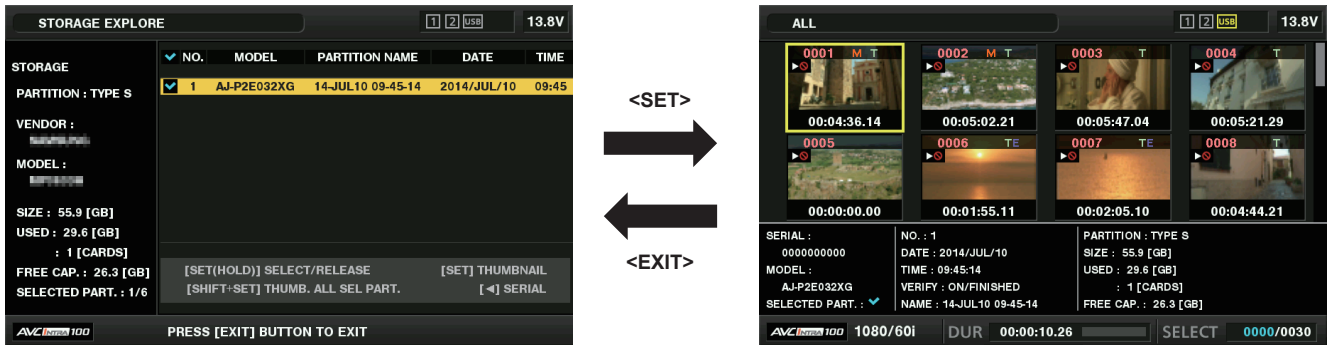 STORAGE EXPLORE
1 2 USB
13.8V
STORAGE
PARTITION : TYPE S
VENDOR :
MODEL :
SIZE : 55.9 [GB]
USED : 29.6 [GB]
: 1 [CARDS]
FREE CAP. : 26.3 [GB]
SELECTED PART. : 1/6
NO. MODEL PARTITION NAME DATE TIME
1 AJ-P2E032XG 14-JUL10 09-45-14 2014/JUL/10 09:45
[SET(HOLD)] SELECT/RELEASE [SET] THUMBNAIL
[SHIFT+SET] THUMB. ALL SEL PART. [◄] SERIAL
AVC INTRA 100 PRESS [EXIT] BUTTON TO EXIT
<SET>
<EXIT>
ALL
1 2 USB
13.8V
0001 M T
0002 M T
0003 T
0004 T
00:04:36.14
00:05:02.21
00:05:47.04
00:05:21.29
0005
0006 TE
0007 TE
0008 T
00:00:00.00
00:01:55.11
00:02:05.10
00:04:44.21
SERIAL :
0000000000
MODEL :
AJ-P2E032XG
SELECTED PART. :
NO. : 1
DATE : 2014/JUL/10
TIME : 09:45:14
VERIFY : ON/FINISHED
NAME : 14-JUL10 09-45-14
PARTITION : TYPE S
SIZE : 55.9 [GB]
USED : 29.6 [GB]
: 1 [CARDS]
FREE CAP. : 26.3 [GB]
AVC INTRA 100 1080/60i DUR 00:00:10.26 SELECT 0000/0030